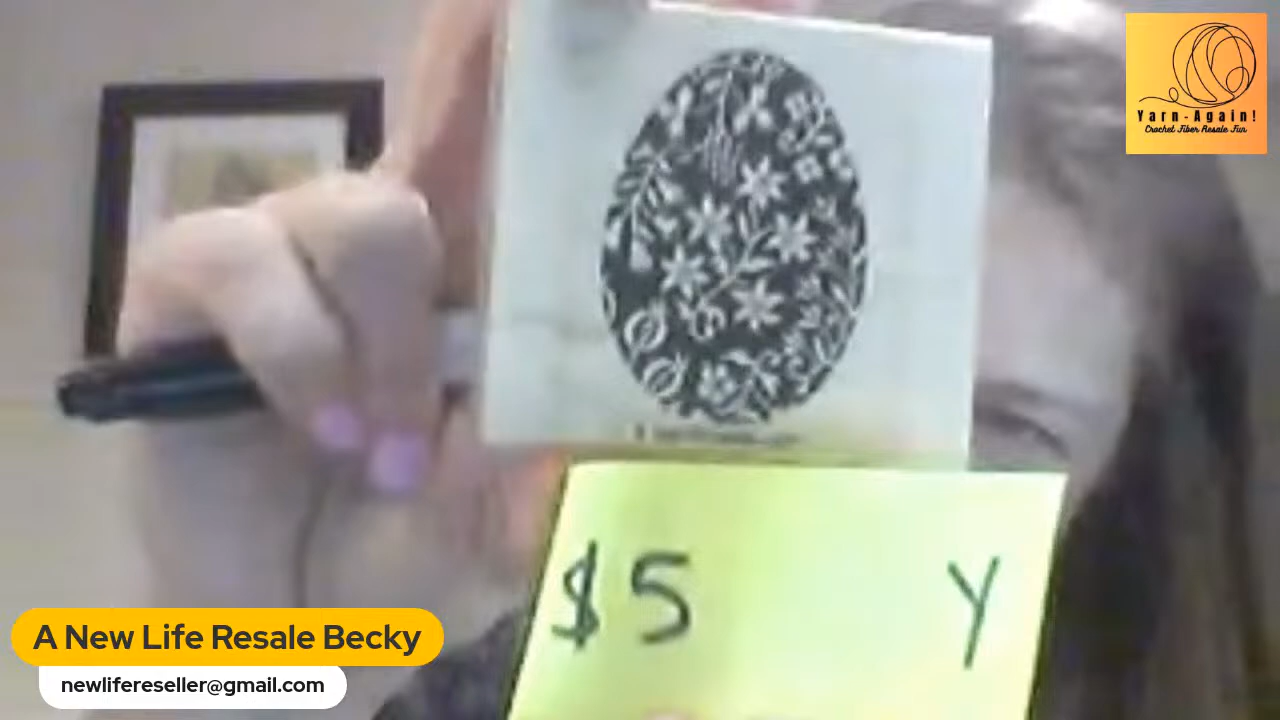 Yarn-Again!
Crochet Fiber Resale Fun
$5 Y
A New Life Resale Becky
newlifereseller@gmail.com